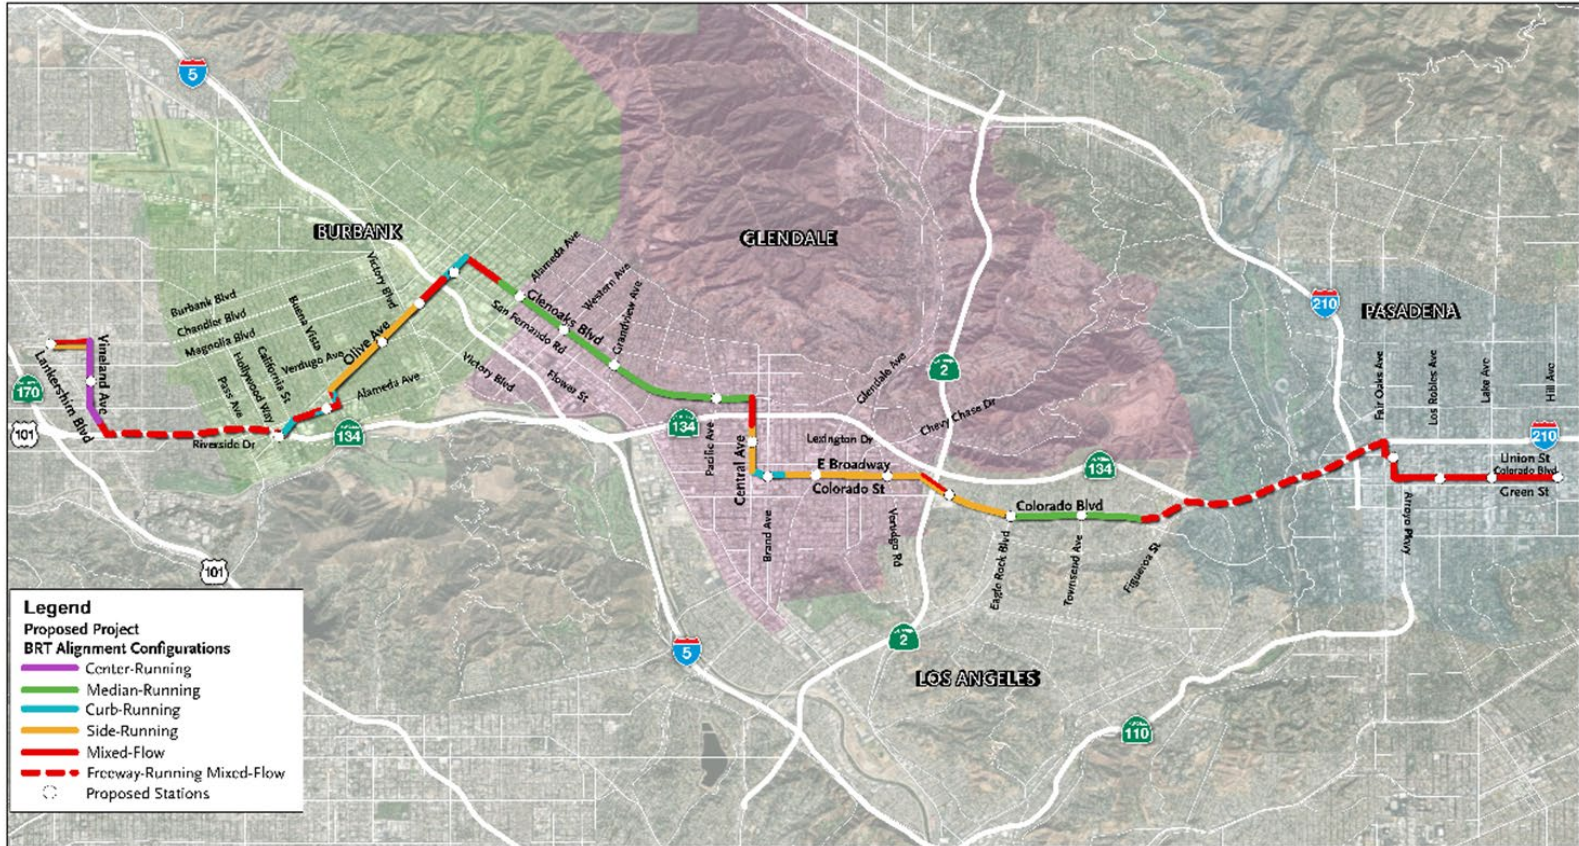 5
210
2
BURBANK
GLENDALE
PASADENA
Alameda Ave
Western Ave
Grandview Ave
Glenoaks Blvd
San Fernando Rd
Victory Blvd
Burbank Blvd
Chandler Blvd
Magnolia Blvd
Buena Vista
Verdugo Ave
Olive Ave
California St
Hollywood Way
Pass Ave
Alameda Ave
Victory Blvd
Flower St
Vineland Ave
Lankershim Blvd
170
101
Riverside Dr
134
134
Pacific Ave
Central Ave
Lexington Dr
Glendale Ave
Chevy Chase Dr
E Broadway
Colorado St
Brand Ave
Verdugo Rd
134
Colorado Blvd
Eagle Rock Blvd
Townsend Ave
Figueroa St
Fair Oaks Ave
Los Robles Ave
Lake Ave
Hill Ave
210
Union St
Colorado Blvd
Green St
Arroyo Pkwy
101
5
2
LOS ANGELES
110
Legend
Proposed Project
BRT Alignment Configurations
Center-Running
Median-Running
Curb-Running
Side-Running
Mixed-Flow
Freeway-Running Mixed-Flow
Proposed Stations